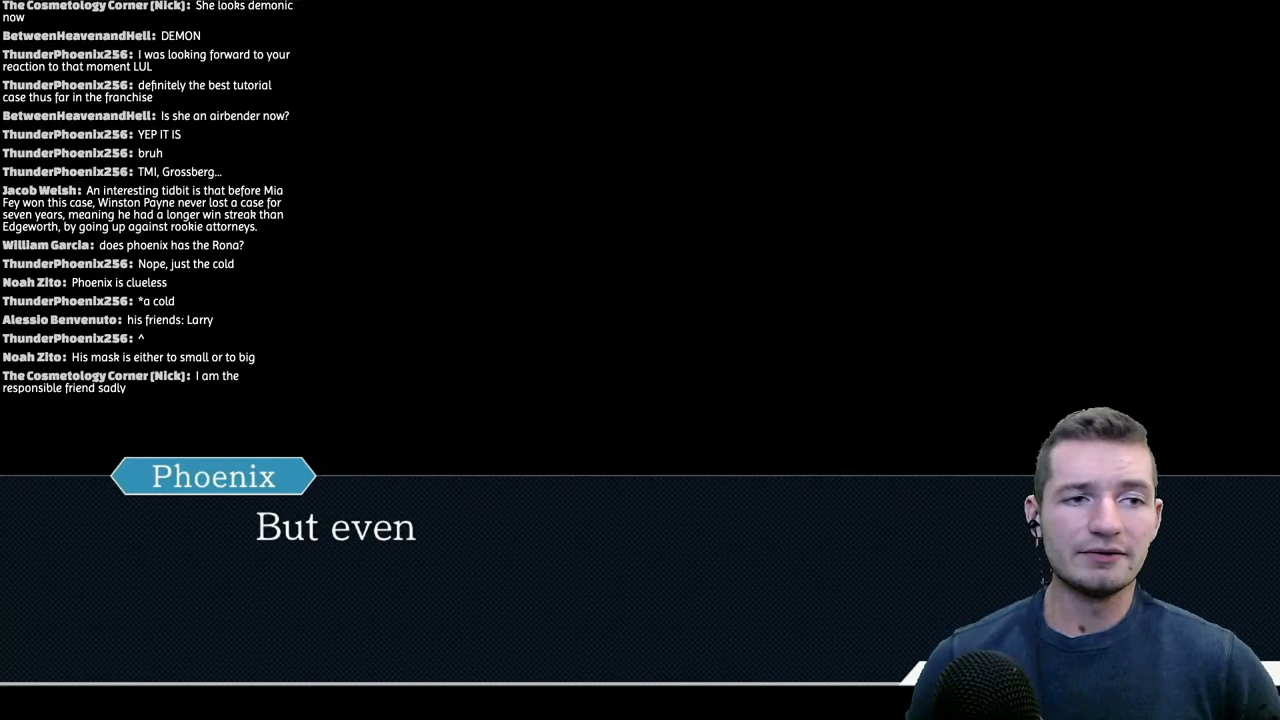 The Cosmetology Corner (Nick): She looks demonic
now
BetweenHeavenandHell: DEMON
ThunderPhoenix256: I was looking forward to your
reaction to that moment LUL
ThunderPhoenix256: definitely the best tutorial
case thus far in the franchise
BetweenHeavenandHell: Is she an airbender now?
ThunderPhoenix256: YEP IT IS
ThunderPhoenix256: bruh
ThunderPhoenix256: TMI, Grossberg...
Jacob Welsh: An interesting tidbit is that before Mia
Fey won this case, Winston Payne never lost a case for
seven years, meaning he had a longer win streak than
Edgeworth, by going up against rookie attorneys.
William Garcia: does phoenix has the Rona?
ThunderPhoenix256: Nope, just the cold
Noah Zito: Phoenix is clueless
ThunderPhoenix256: *a cold
Alessio Benvenuto: his friends: Larry
ThunderPhoenix256: ^
Noah Zito: His mask is either to small or to big
The Cosmetology Corner (Nick): I am the
responsible friend sadly
Phoenix
But even